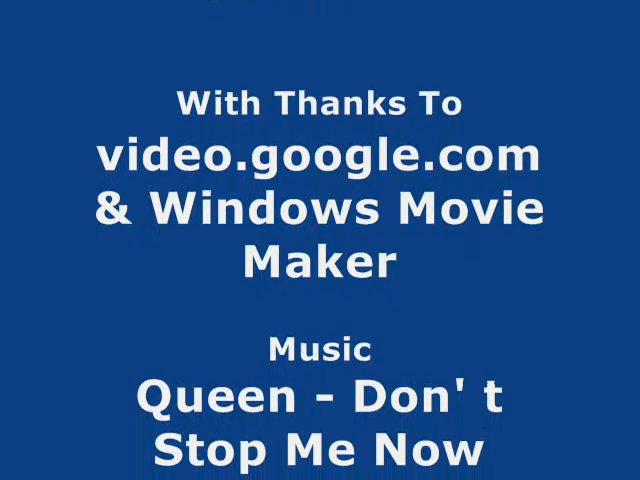 With Thanks To
video.google.com
& Windows Movie
Maker
Music
Queen - Don' t
Stop Me Now